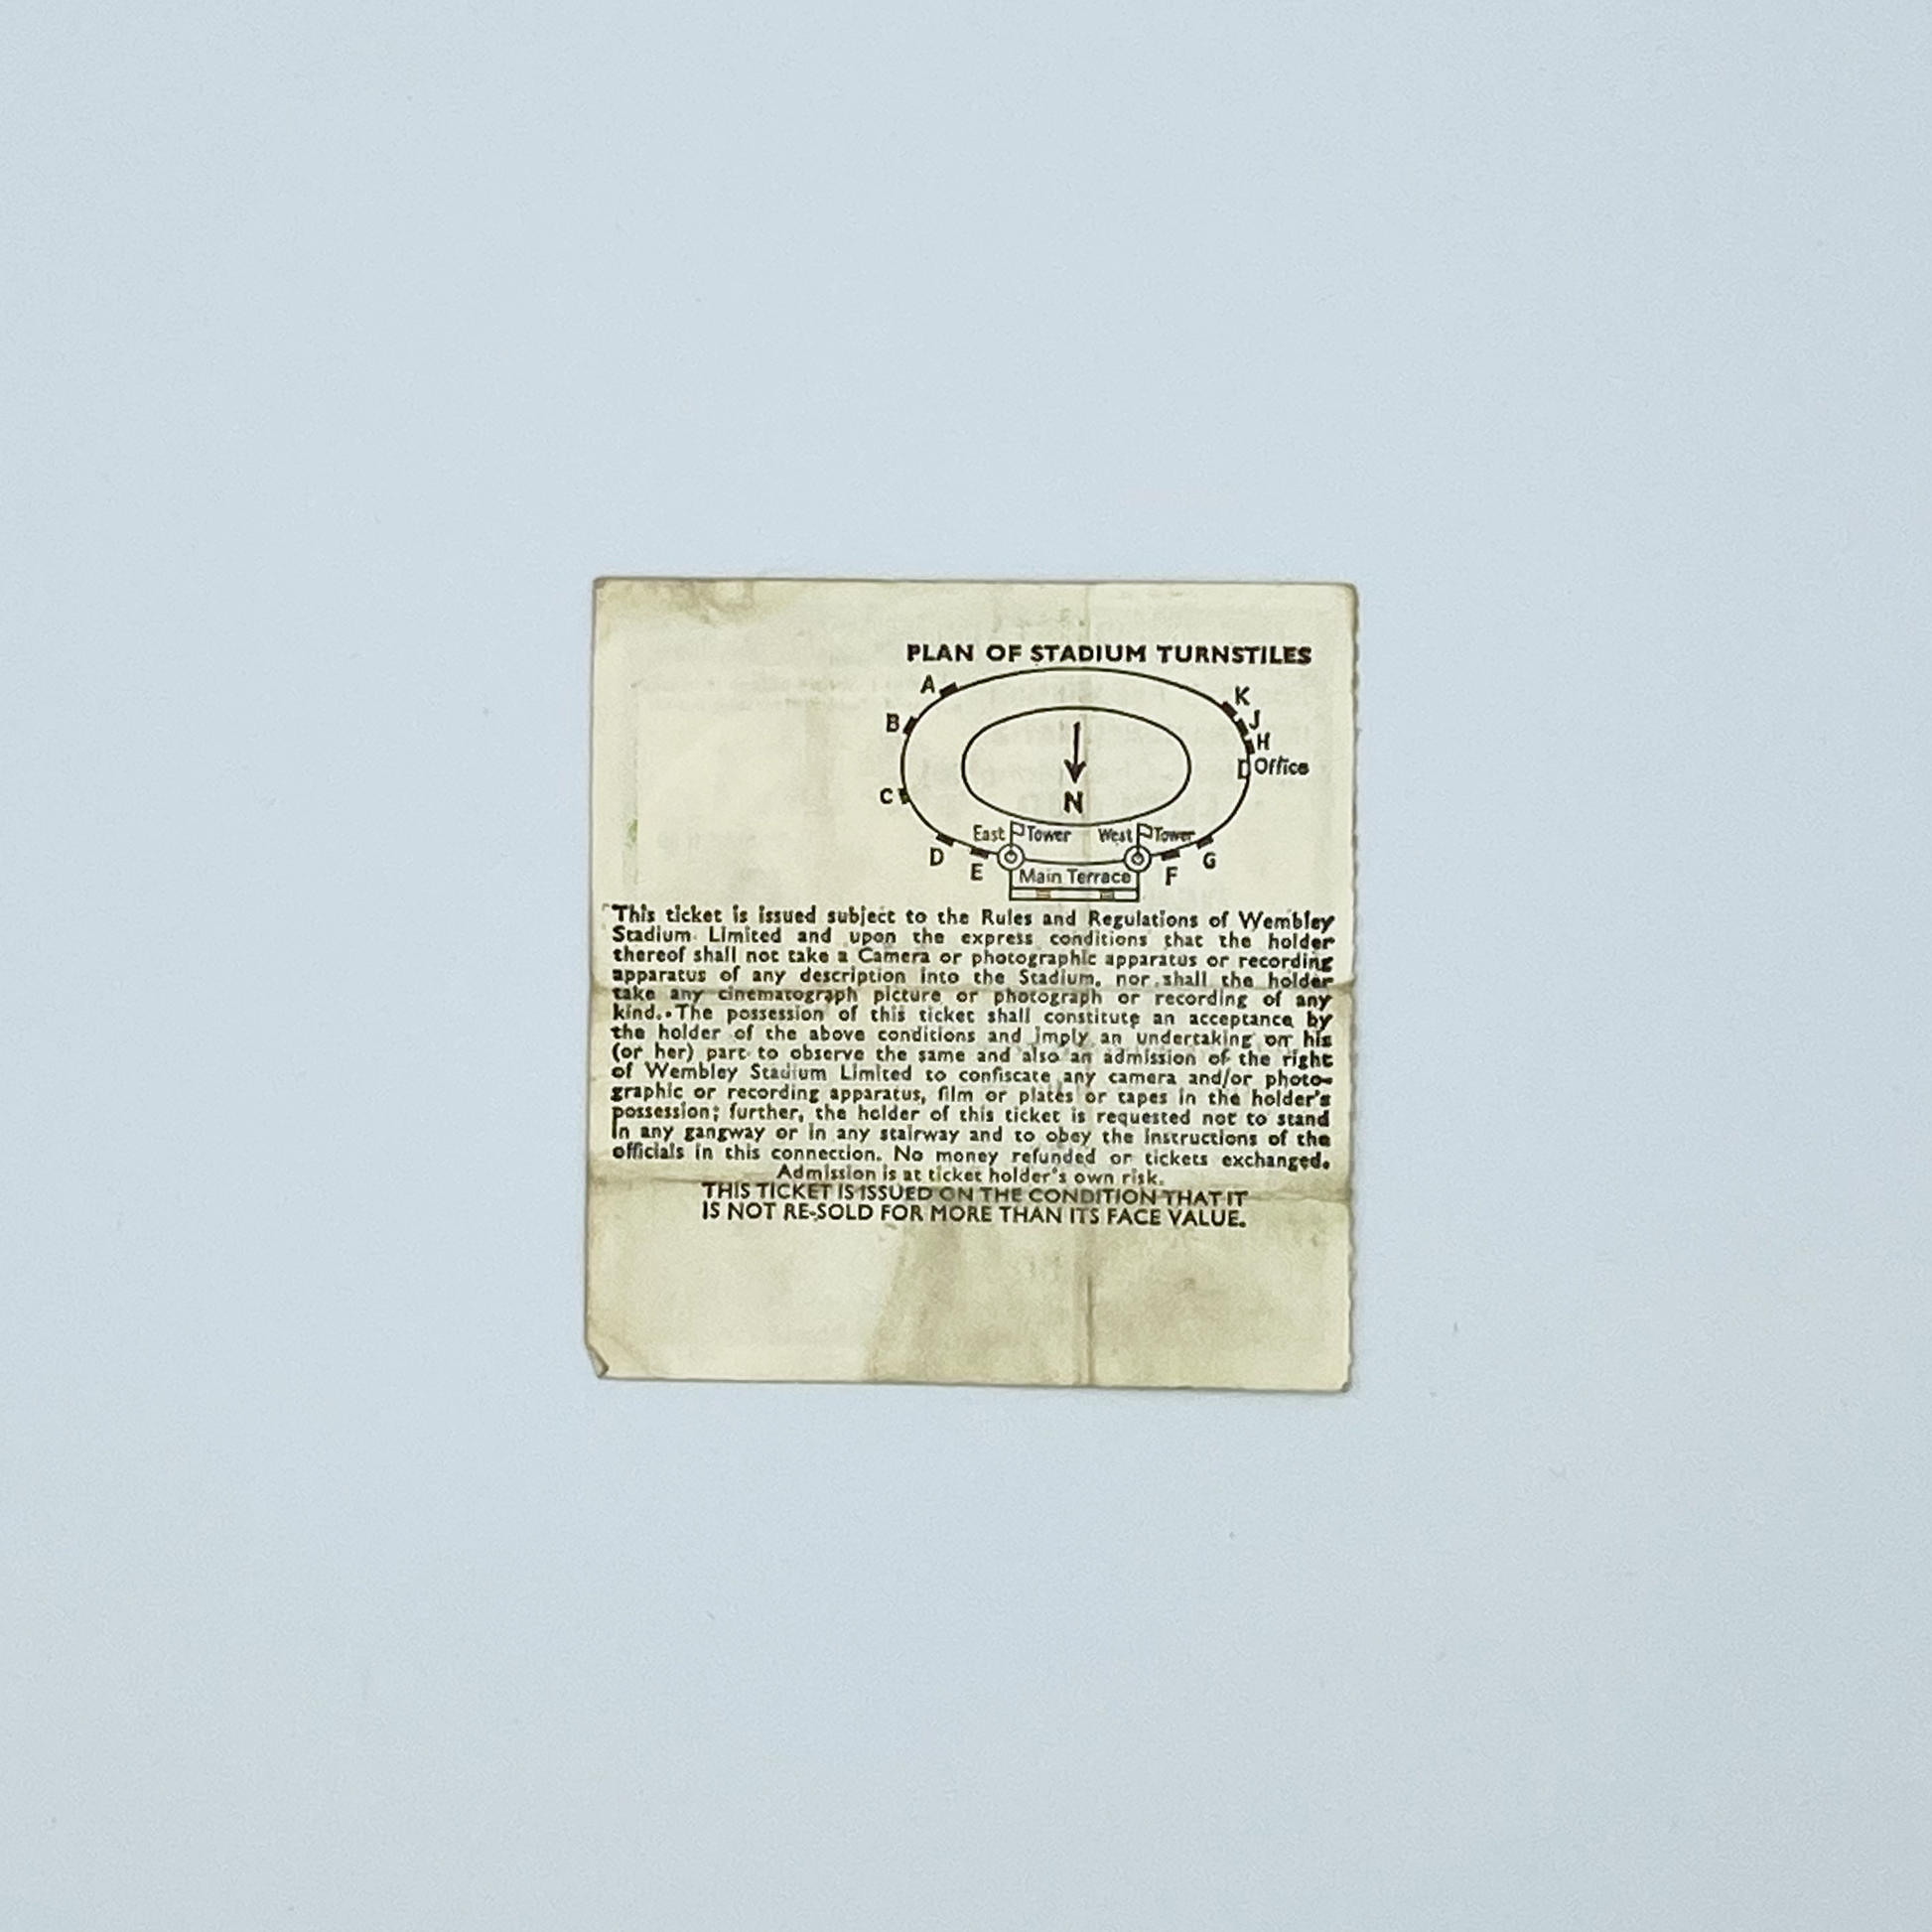 PLAN OF STADIUM TURNSTILES
A
K
B
J
H
Office
C
N
East Tower West Tower
D
E
Main Terrace
F
G
This ticket is issued subject to the Rules and Regulations of Wembley
Stadium Limited and upon the express conditions that the holder
thereof shall not take a Camera or photographic apparatus or recording
apparatus of any description into the Stadium, nor shall the holder
take any cinematograph picture or photograph or recording of any
kind. The possession of this ticket shall constitute an acceptance by
the holder of the above conditions and imply an undertaking on his
(or her) part to observe the same and also an admission of the right
of Wembley Stadium Limited to confiscate any camera and/or photo-
graphic or recording apparatus, film or plates or tapes in the holder's
possession; further, the holder of this ticket is requested not to stand
in any gangway or in any stairway and to obey the instructions of the
officials in this connection. No money refunded or tickets exchanged.
Admission is at ticket holder's own risk.
THIS TICKET IS ISSUED ON THE CONDITION THAT IT
IS NOT RE-SOLD FOR MORE THAN ITS FACE VALUE.